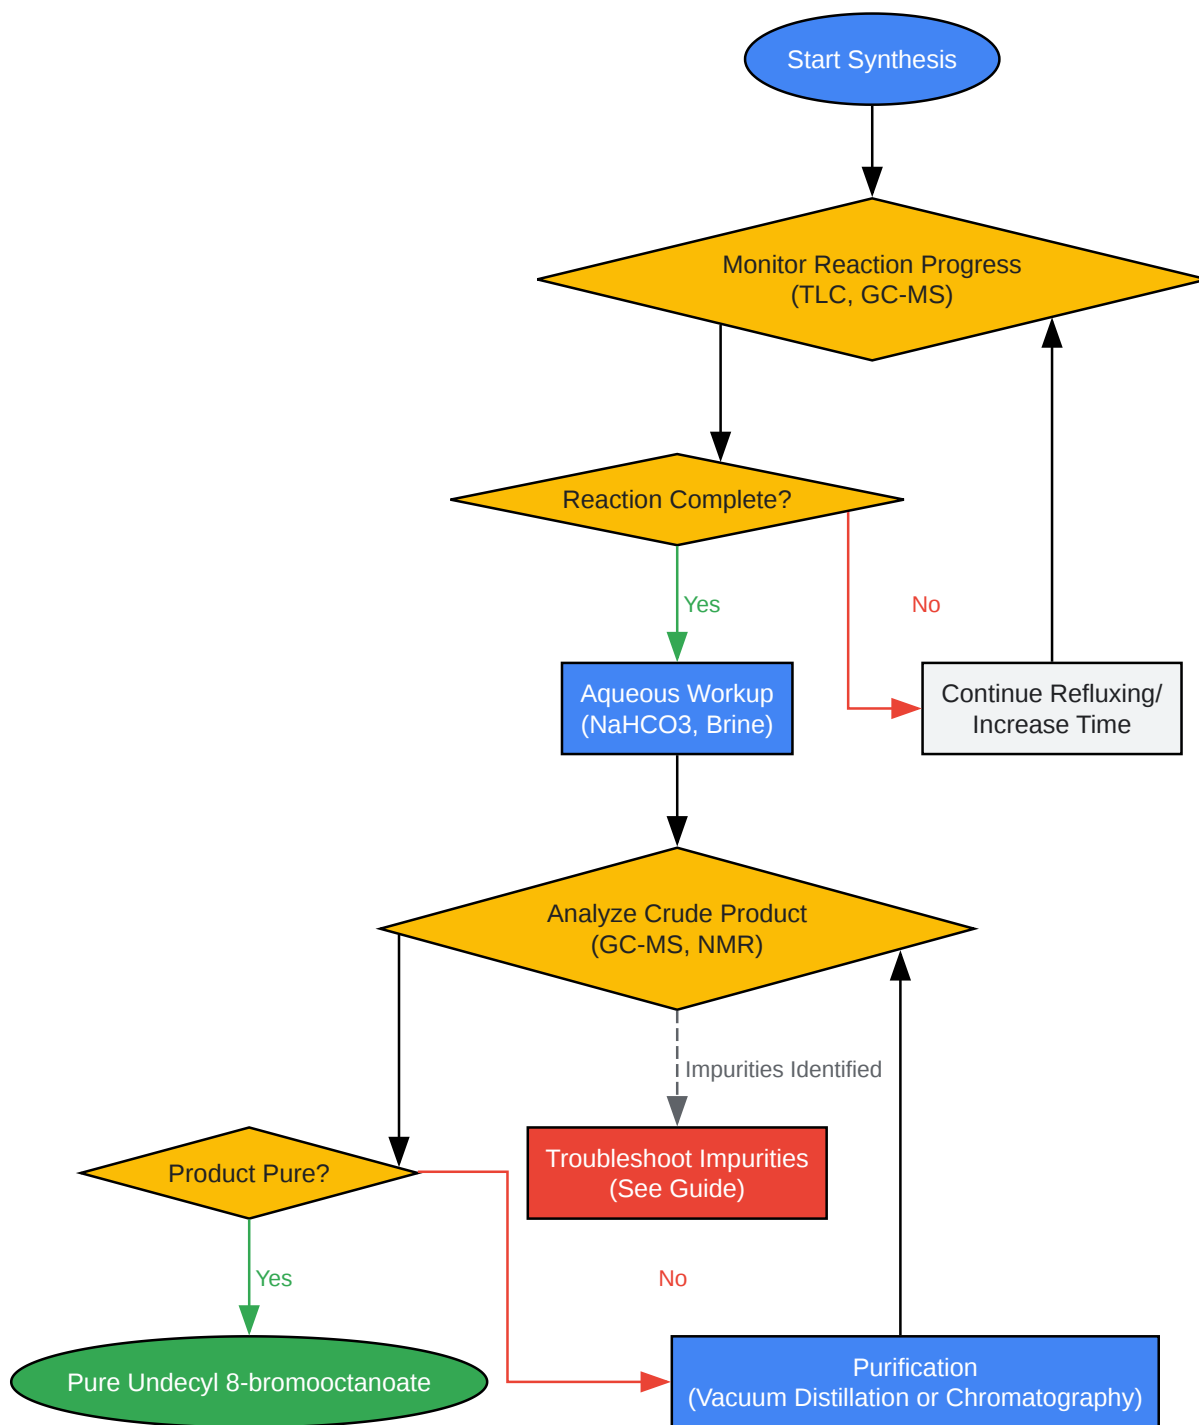 Start Synthesis
Monitor Reaction Progress
(TLC, GC-MS)
Reaction Complete?
Yes
No
Aqueous Workup
(NaHCO3, Brine)
Continue Refluxing/
Increase Time
Analyze Crude Product
(GC-MS, NMR)
Impurities Identified
Product Pure?
Troubleshoot Impurities
(See Guide)
Yes
No
Pure Undecyl 8-bromooctanoate
Purification
(Vacuum Distillation or Chromatography)